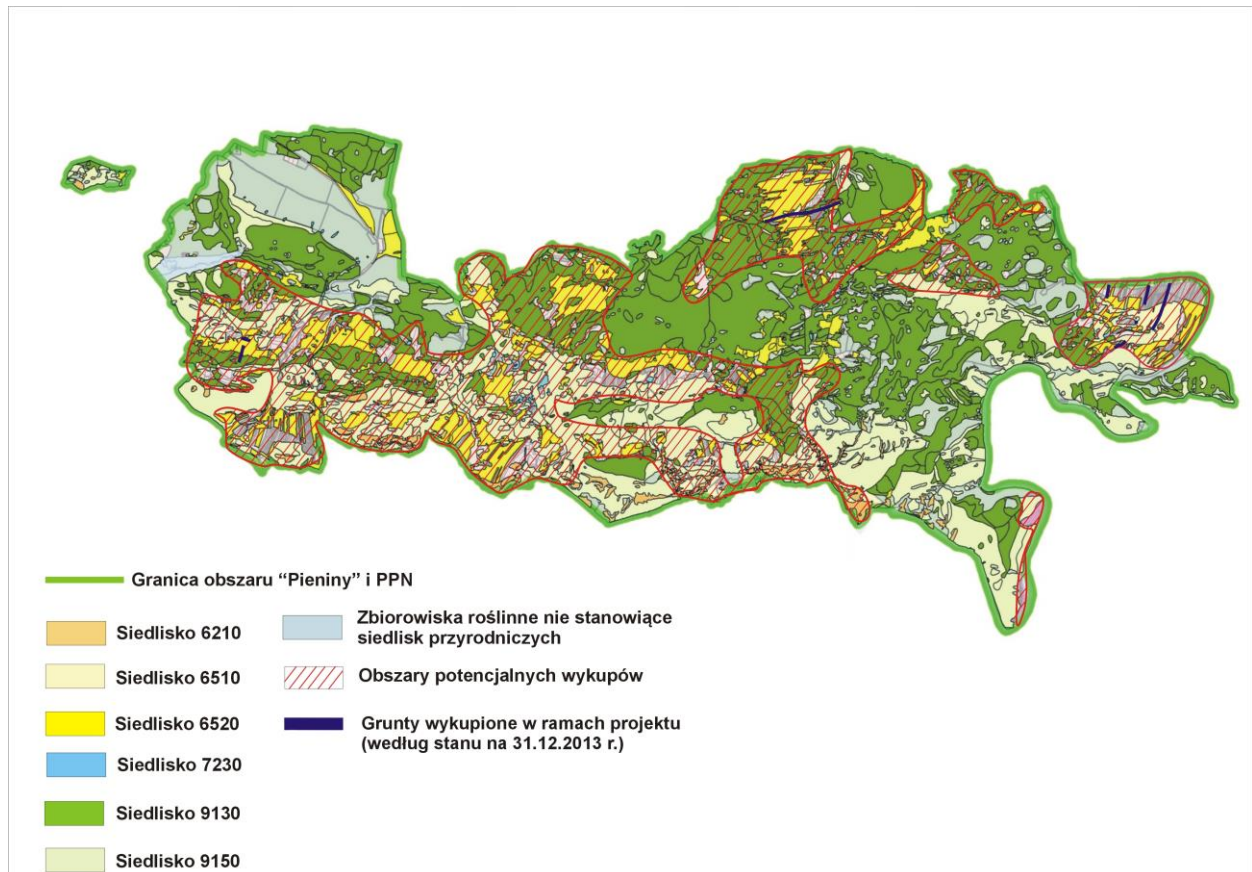 Granica obszaru “Pieniny” i PPN
Siedlisko 6210
Siedlisko 6510
Siedlisko 6520
Siedlisko 7230
Siedlisko 9130
Siedlisko 9150
Zbiorowiska roślinne nie stanowiące
siedlisk przyrodniczych
Obszary potencjalnych wykupów
Grunty wykupione w ramach projektu
(według stanu na 31.12.2013 r.)